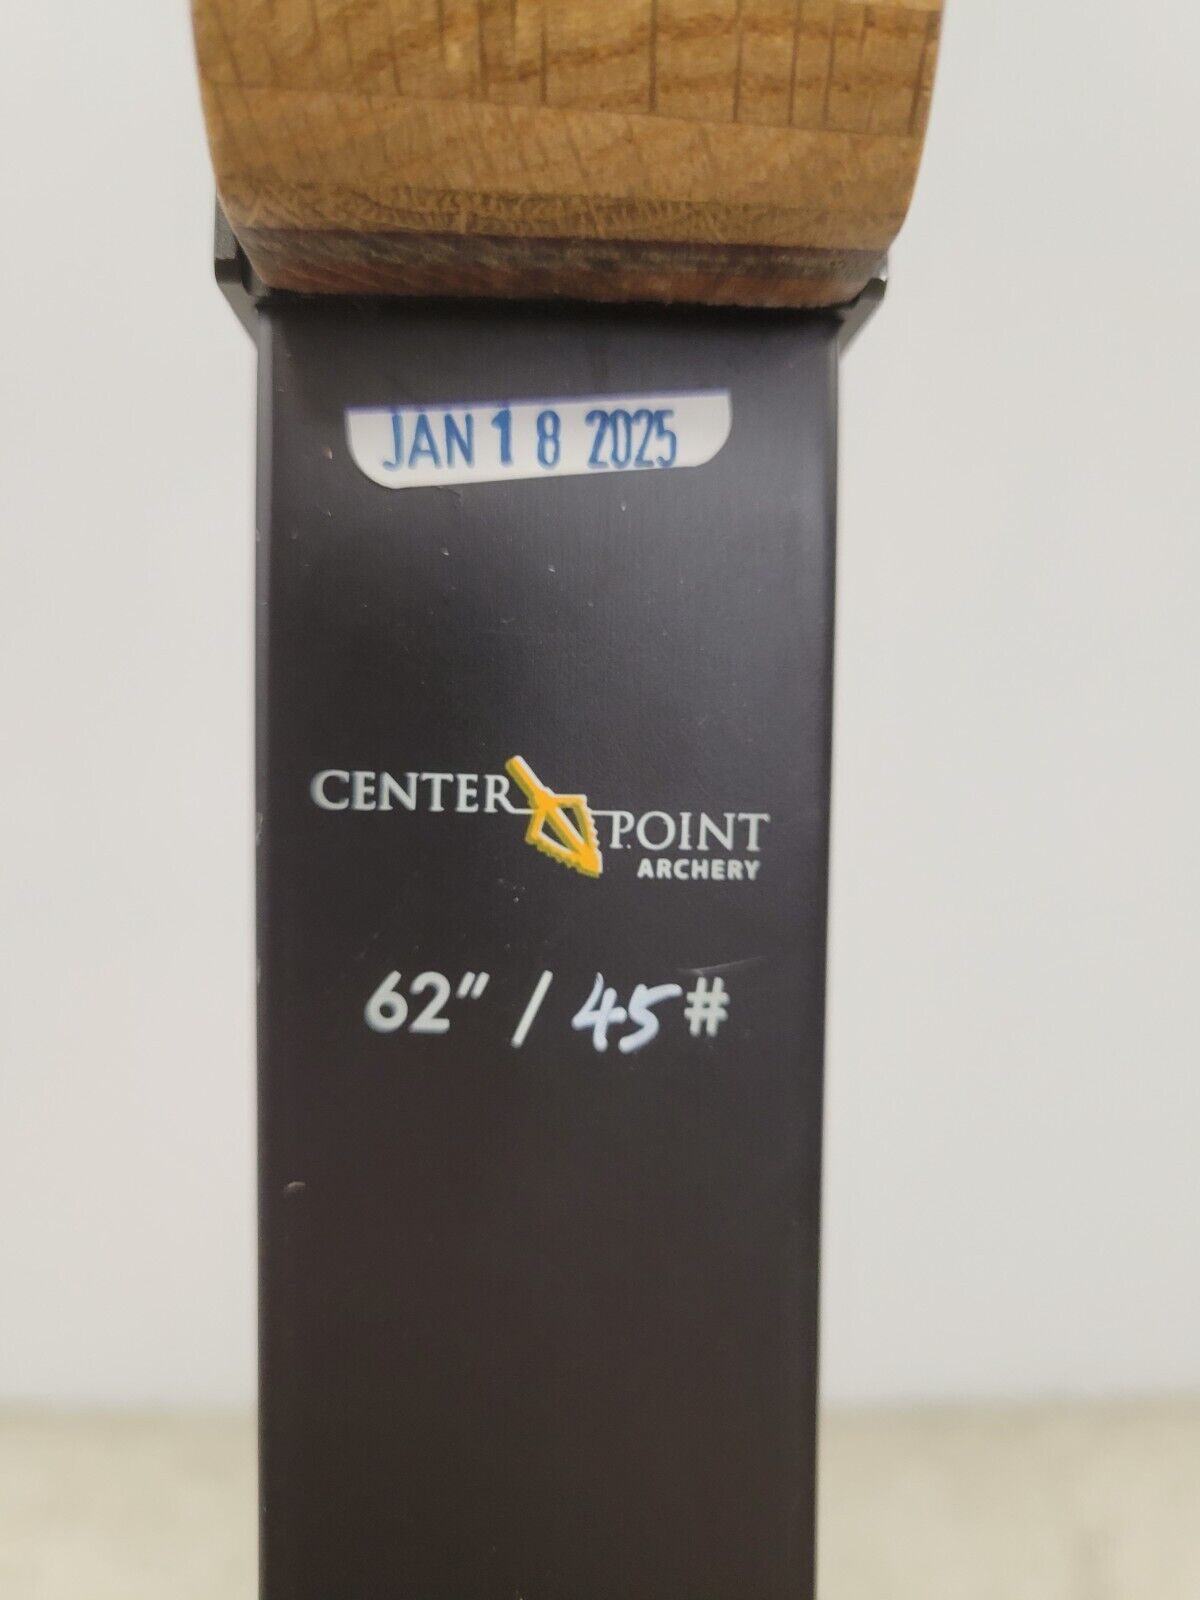 JAN 18 2025
CENTER POINT
ARCHERY
62" / 45#